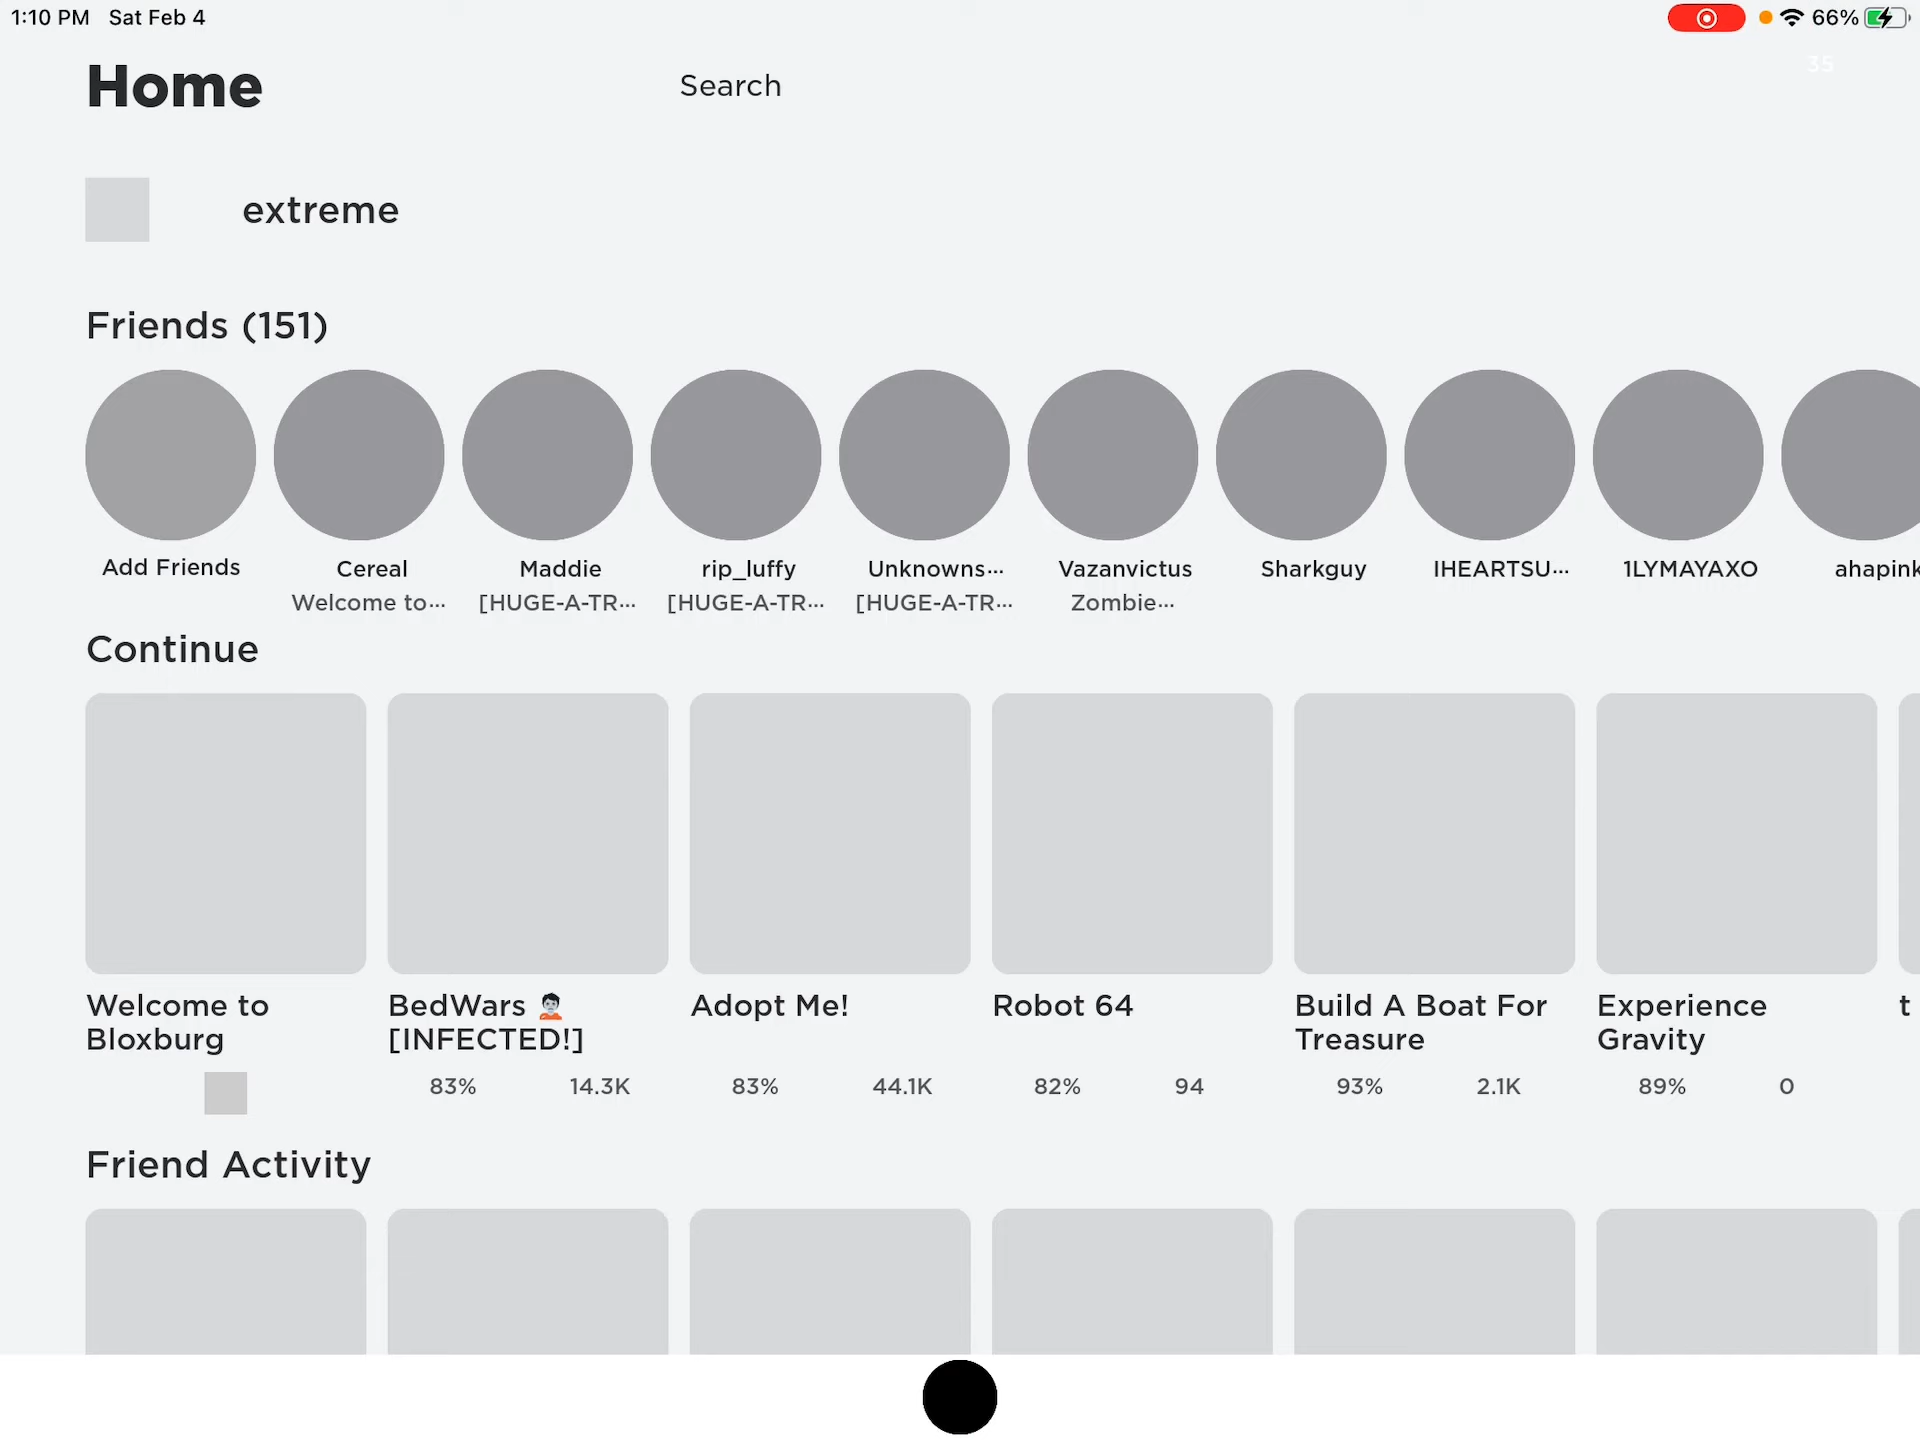 1:10 PM Sat Feb 4 66%
35
Home Search
extreme
Friends (151)
Add Friends Cereal Maddie rip_luffy Unknowns... Vazanvictus Sharkguy IHEARTSU... 1LYMAYAXO ahapink
Welcome to... [HUGE-A-TR... [HUGE-A-TR... [HUGE-A-TR... Zombie...
Continue
Welcome to BedWars Adopt Me! Robot 64 Build A Boat For Experience t
Bloxburg [INFECTED!] Treasure Gravity
83% 14.3K 83% 44.1K 82% 94 93% 2.1K 89% 0
Friend Activity